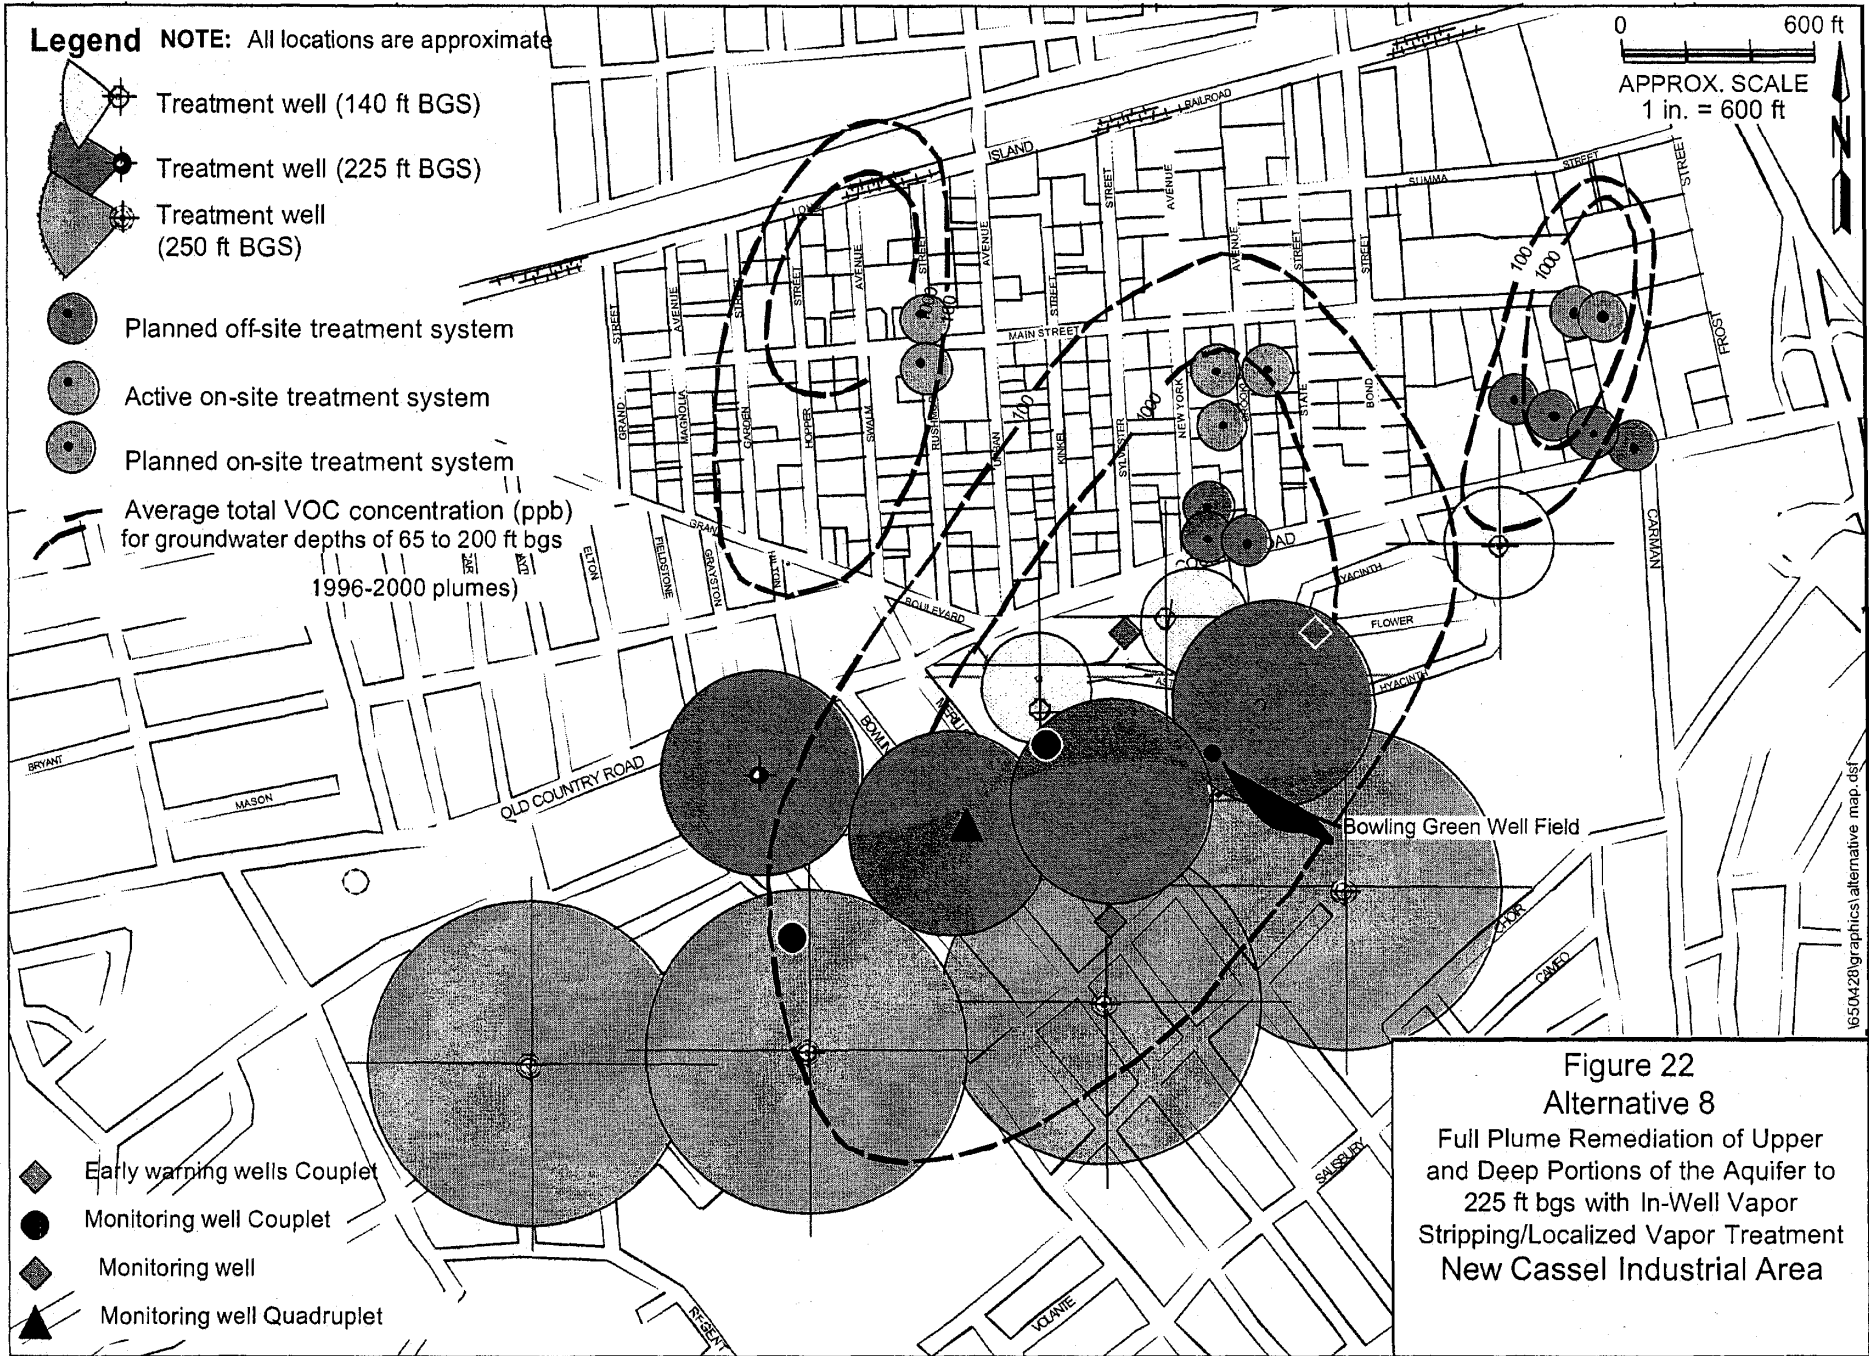 Legend NOTE: All locations are approximate
Treatment well (140 ft BGS)
Treatment well (225 ft BGS)
Treatment well
(250 ft BGS)
Planned off-site treatment system
Active on-site treatment system
Planned on-site treatment system
Average total VOC concentration (ppb)
for groundwater depths of 65 to 200 ft bgs
1996-2000 plumes)
0 600 ft
APPROX. SCALE
1 in. = 600 ft
N
ISLAND
RAILROAD
STREET
SUMMA
STREET
FROST
STREET
AVENUE
STREET
STREET
AVENUE
STREET
AVENUE
STREET
STREET
AVENUE
AVENUE
STREET
STREET
MAIN STREET
100
1000
100
1000
GRAND
MAGNOLIA
GARDEN
HOPPER
SWALM
URBAN
KINKEL
SYLVESTER
NEW YORK
STATE
BOND
CARMAN
ELTON
FIELDSTONE
GRAYSTON
BOULEVARD
HYACINTH
FLOWER
BRYANT
MASON
OLD COUNTRY ROAD
Bowling Green Well Field
CAMEO
SALISBURY
VOLANTE
REGENT
\650\428\graphics\alternative map.dsf
Early warning wells Couplet
Monitoring well Couplet
Monitoring well
Monitoring well Quadruplet
Figure 22
Alternative 8
Full Plume Remediation of Upper
and Deep Portions of the Aquifer to
225 ft bgs with In-Well Vapor
Stripping/Localized Vapor Treatment
New Cassel Industrial Area